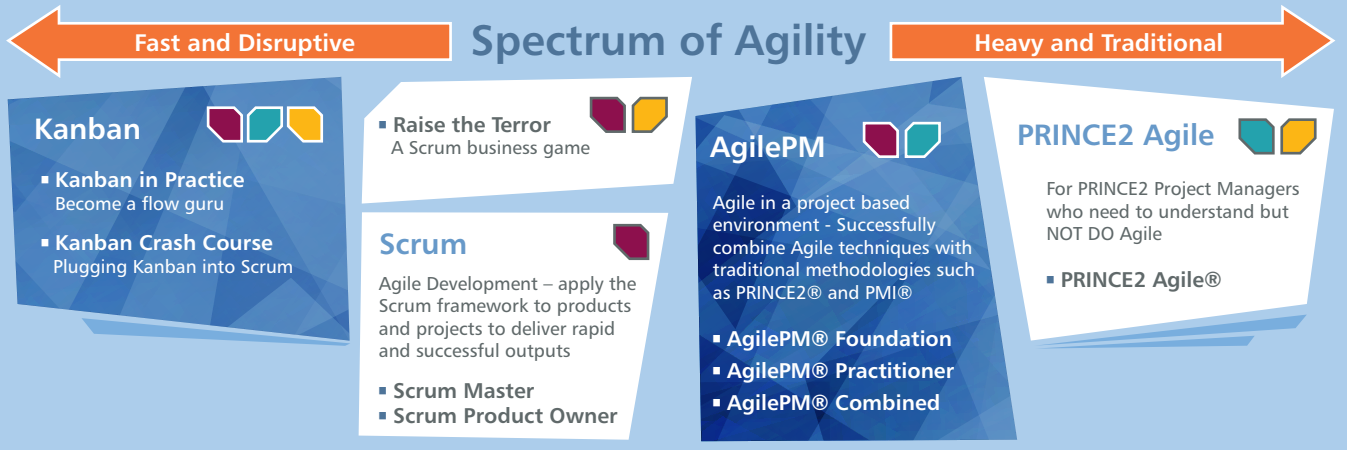 Fast and Disruptive
Spectrum of Agility
Heavy and Traditional
Kanban
▪ Kanban in Practice
Become a flow guru
▪ Kanban Crash Course
Plugging Kanban into Scrum
▪ Raise the Terror
A Scrum business game
Scrum
Agile Development – apply the
Scrum framework to products
and projects to deliver rapid
and successful outputs
▪ Scrum Master
▪ Scrum Product Owner
AgilePM
Agile in a project based
environment - Successfully
combine Agile techniques with
traditional methodologies such
as PRINCE2® and PMI®
▪ AgilePM® Foundation
▪ AgilePM® Practitioner
▪ AgilePM® Combined
PRINCE2 Agile
For PRINCE2 Project Managers
who need to understand but
NOT DO Agile
▪ PRINCE2 Agile®